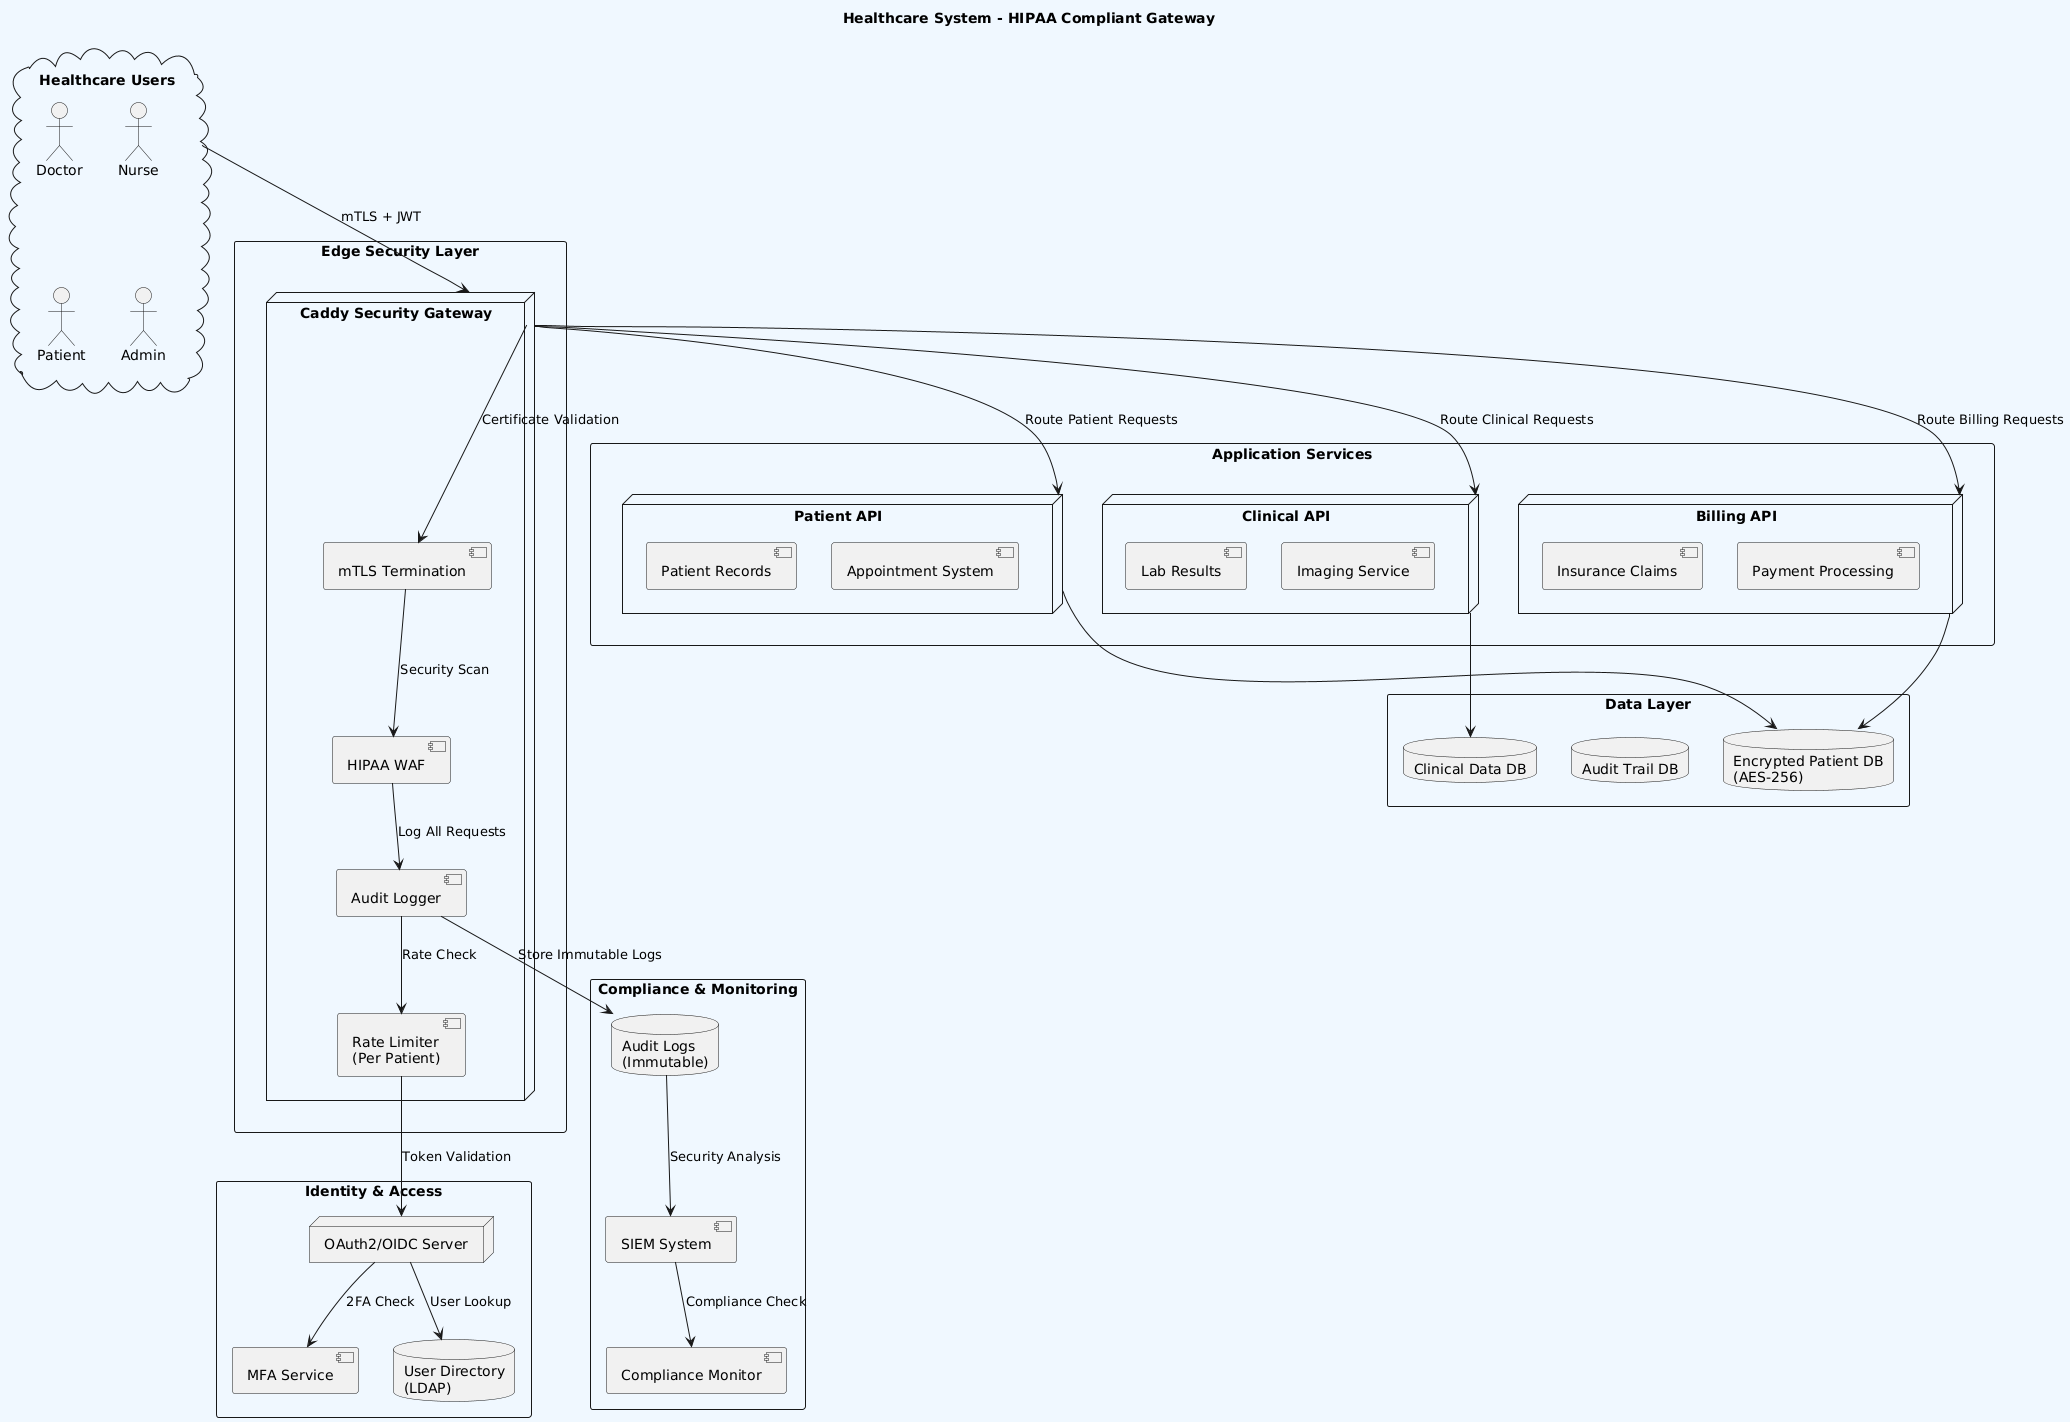 Healthcare System - HIPAA Compliant Gateway
Healthcare Users
Doctor
Nurse
Patient
Admin
mTLS + JWT
Edge Security Layer
Caddy Security Gateway
Certificate Validation
Route Patient Requests
Route Clinical Requests
Route Billing Requests
Application Services
Patient API
Clinical API
Billing API
Patient Records
Appointment System
Lab Results
Imaging Service
Insurance Claims
Payment Processing
mTLS Termination
Security Scan
Data Layer
HIPAA WAF
Clinical Data DB
Audit Trail DB
Encrypted Patient DB
(AES-256)
Log All Requests
Audit Logger
Rate Check
Store Immutable Logs
Compliance & Monitoring
Rate Limiter
(Per Patient)
Audit Logs
(Immutable)
Token Validation
Security Analysis
Identity & Access
OAuth2/OIDC Server
SIEM System
2FA Check
User Lookup
Compliance Check
MFA Service
User Directory
(LDAP)
Compliance Monitor